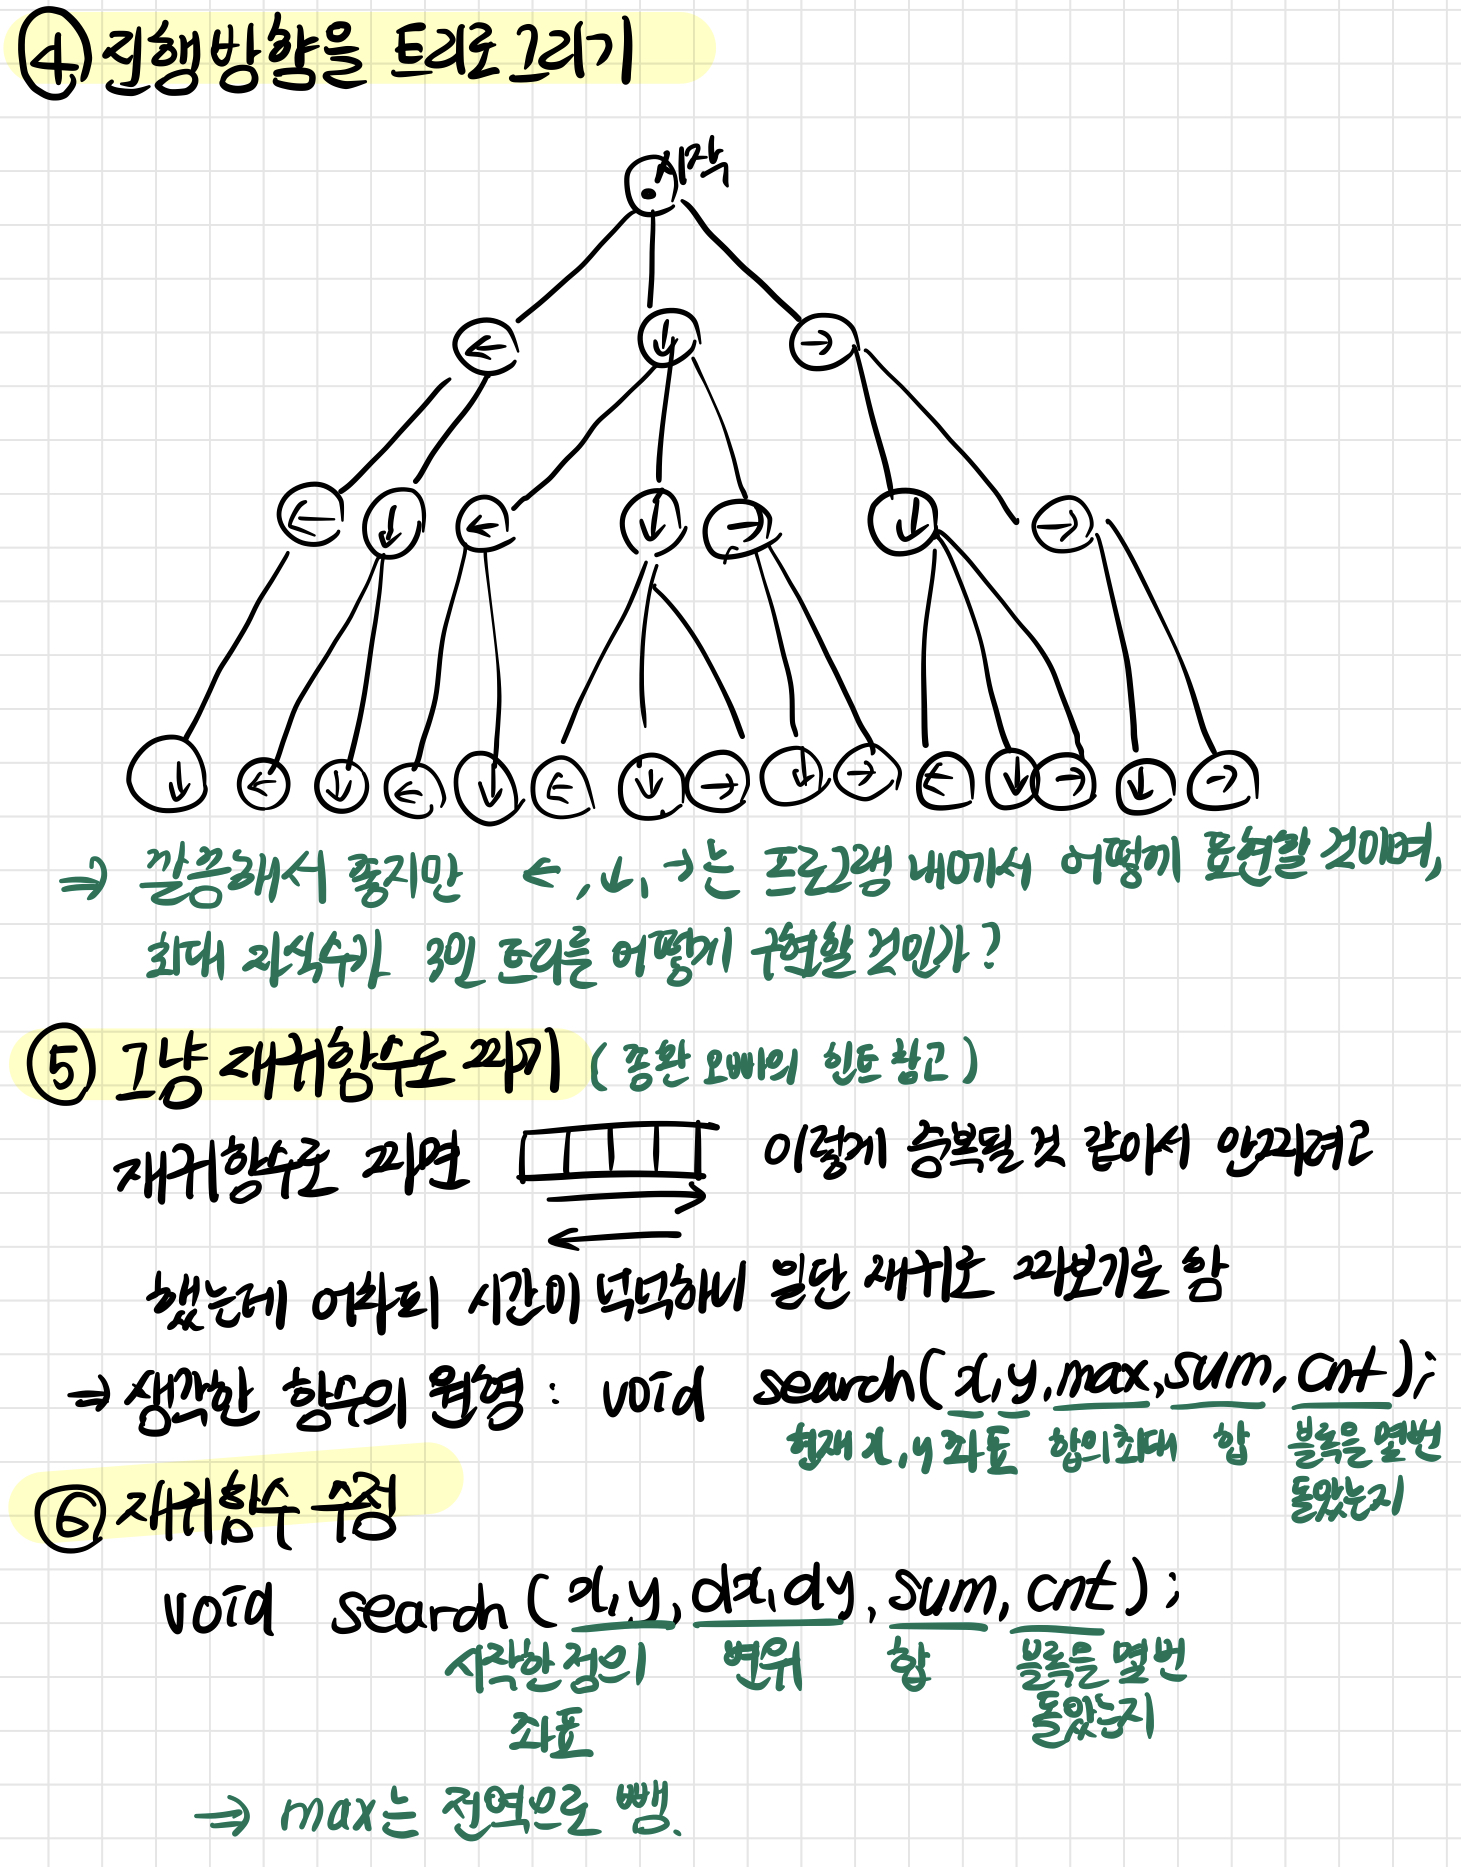 ④ 진행방향을 트리로 그리기
시작
← ↓ →
← ↓ ← ↓ → ↓ →
↓ ← ↓ ← ↓ ← ↓ → ↓ → ← ↓ → ↓ →
⇒ 깔끔해서 좋지만 ←, ↓, →는 프로그램 내에서 어떻게 표현할 것이며,
최대 자식수가 3인 트리를 어떻게 구현할 것인가?
⑤ 그냥 재귀함수로 짜기 (종환 오빠의 힌트 참고)
재귀함수로 짜면 이렇게 중복될 것 같아서 안짜려고
했는데 어차피 시간이 넉넉하니 일단 재귀로 짜보기로 함
⇒ 생각한 함수의 원형 : void search(x,y,max,sum,cnt);
현재 x,y 좌표 합의최대 합 블록을 몇번
돌았는지
⑥ 재귀함수 수정
void search(x,y,dx,dy,sum,cnt);
시작한 점의 변위 합 블록을 몇번
좌표 돌았는지
⇒ max는 전역으로 뺌.